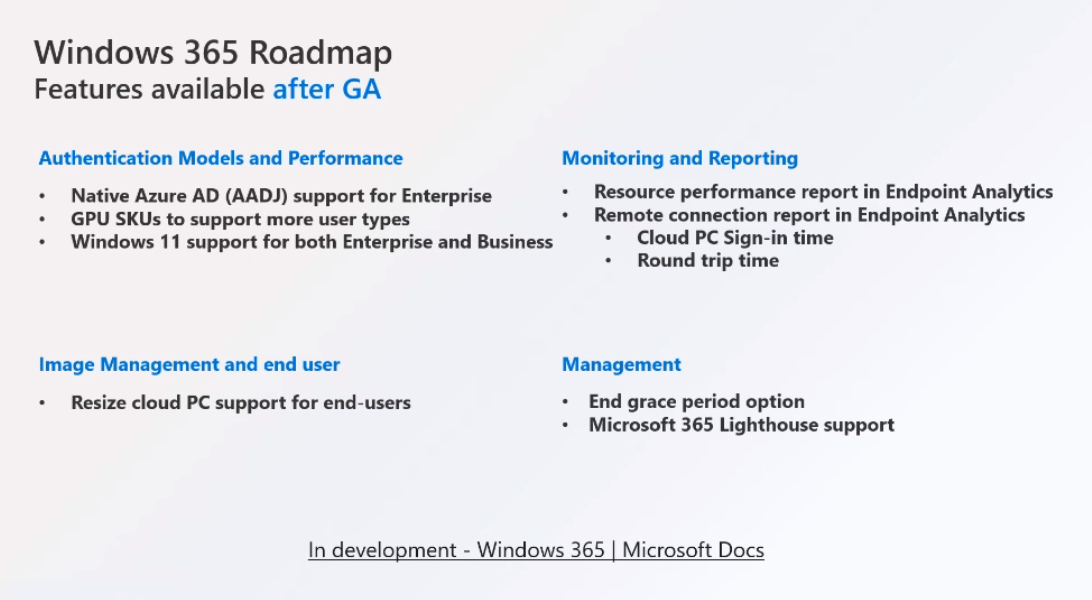 Windows 365 Roadmap
Features available after GA
Authentication Models and Performance
• Native Azure AD (AADJ) support for Enterprise
• GPU SKUs to support more user types
• Windows 11 support for both Enterprise and Business
Monitoring and Reporting
• Resource performance report in Endpoint Analytics
• Remote connection report in Endpoint Analytics
• Cloud PC Sign-in time
• Round trip time
Image Management and end user
• Resize cloud PC support for end-users
Management
• End grace period option
• Microsoft 365 Lighthouse support
In development - Windows 365 | Microsoft Docs